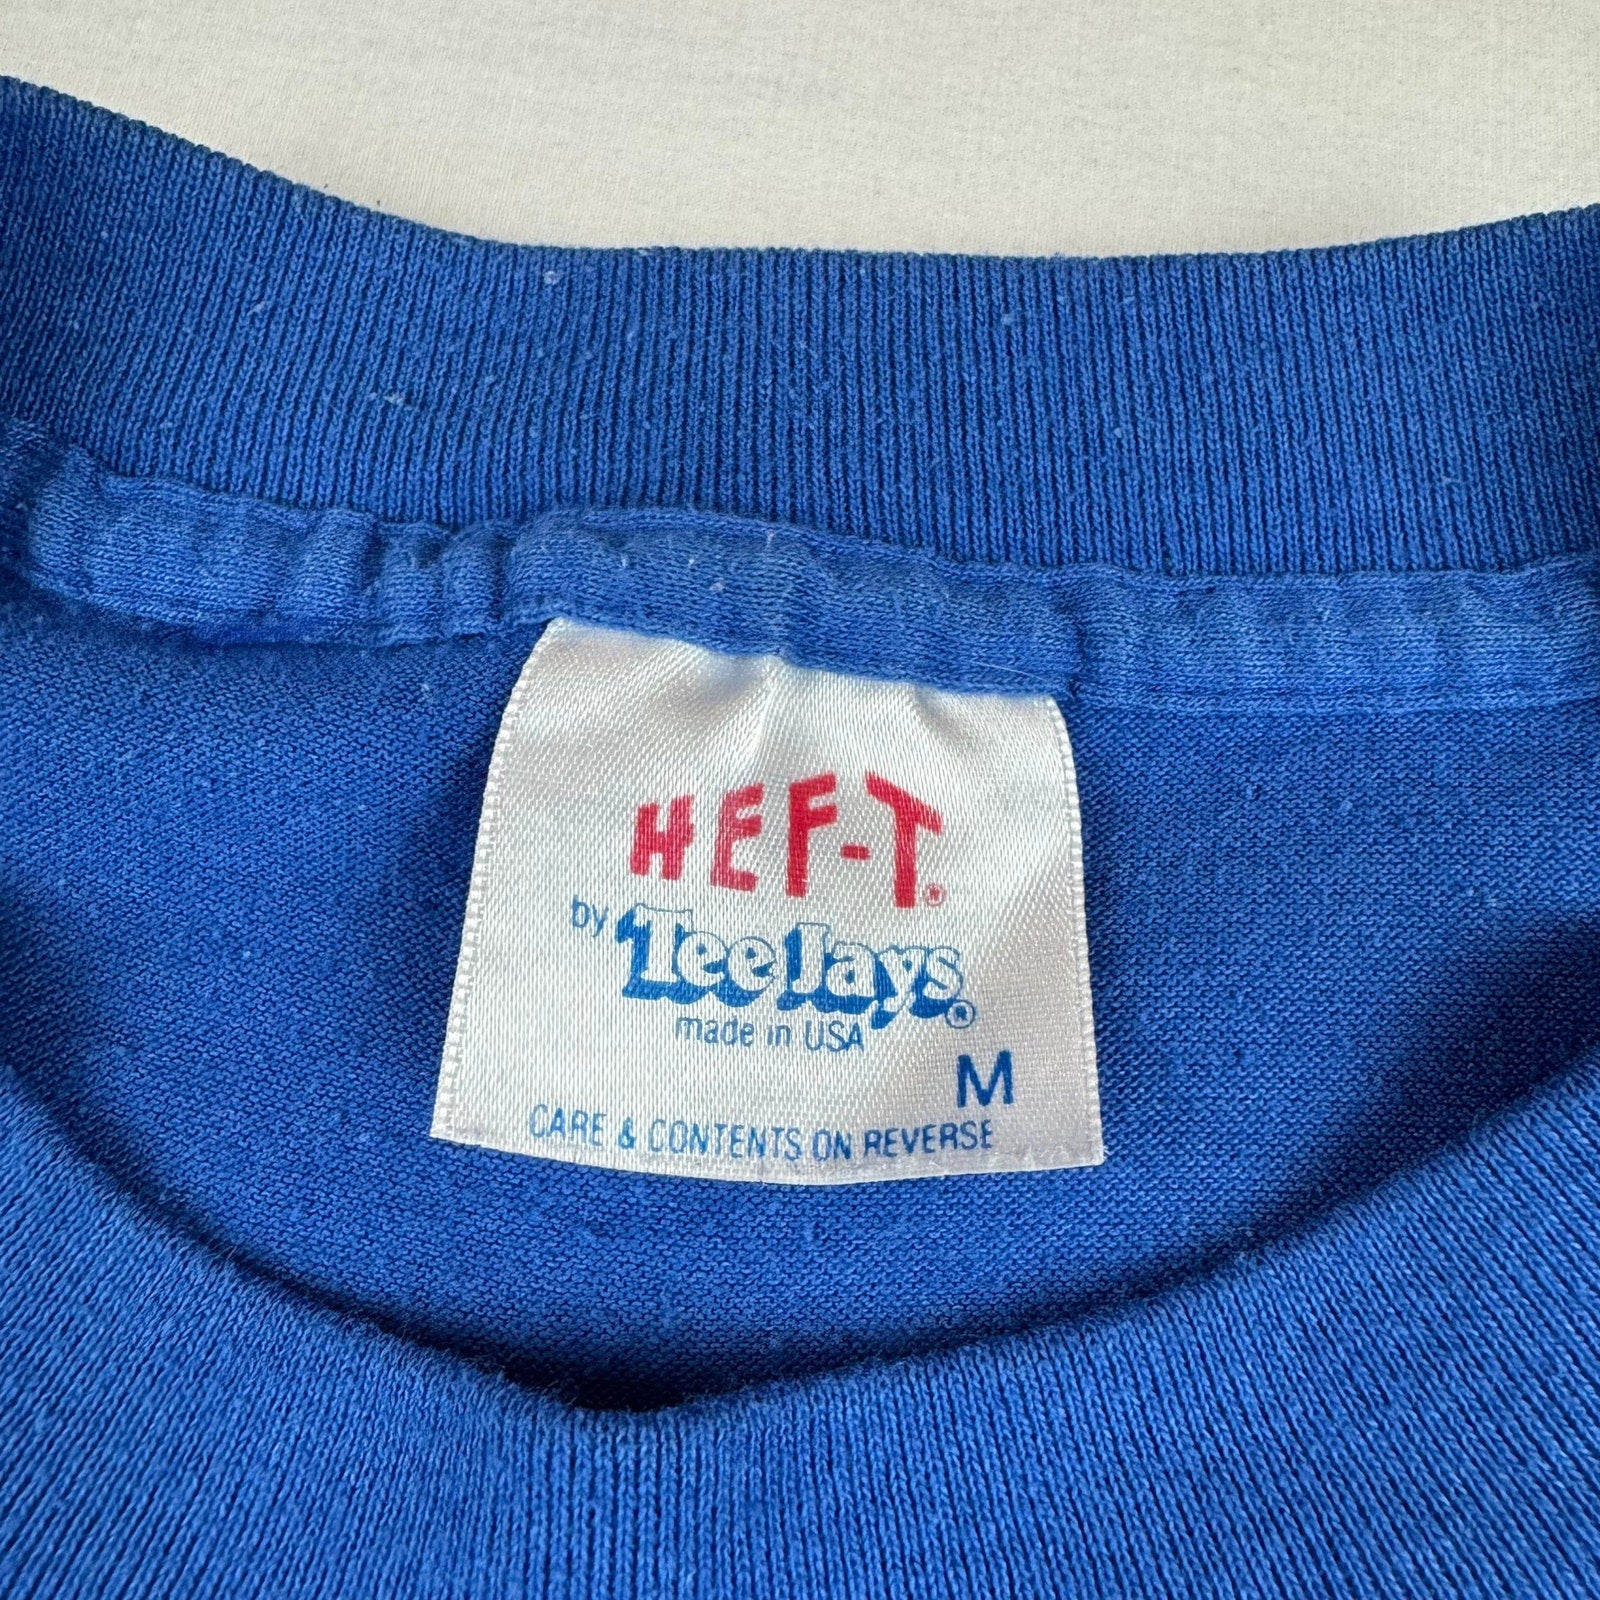 HEF-T®
by TeeJays®
made in USA
M
CARE & CONTENTS ON REVERSE